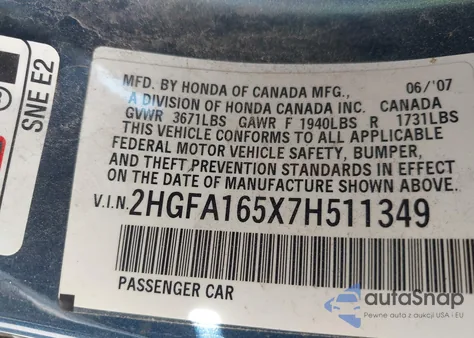 SNE E2
MFD. BY HONDA OF CANADA MFG., 06/'07
A DIVISION OF HONDA CANADA INC. CANADA
GVWR 3671LBS GAWR F 1940LBS R 1731LBS
THIS VEHICLE CONFORMS TO ALL APPLICABLE
FEDERAL MOTOR VEHICLE SAFETY, BUMPER,
AND THEFT PREVENTION STANDARDS IN EFFECT
ON THE DATE OF MANUFACTURE SHOWN ABOVE.
V.I.N. 2HGFA165X7H511349
PASSENGER CAR
autaSnap
Pewne auta z aukcji USA i EU